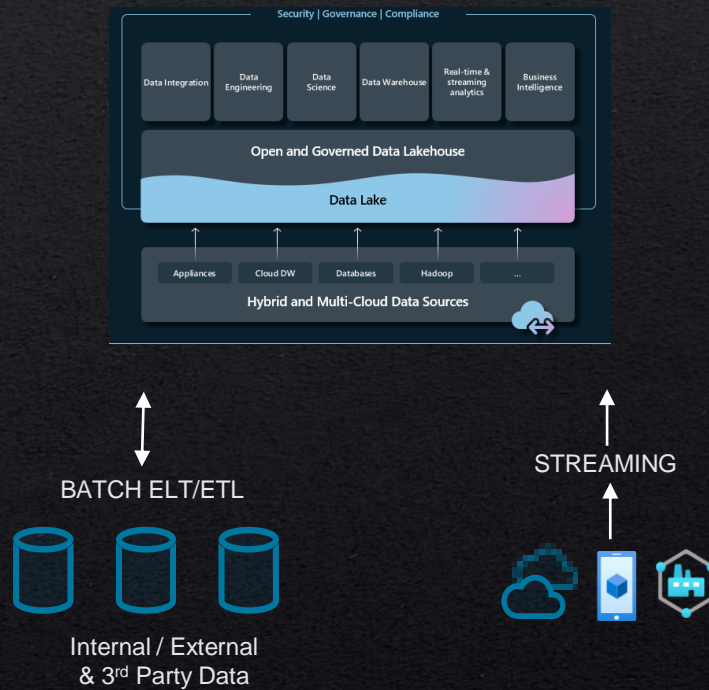 Security | Governance | Compliance
Data Integration
Data
Engineering
Data
Science
Data Warehouse
Real-time &
streaming
analytics
Business
Intelligence
Open and Governed Data Lakehouse
Data Lake
Appliances
Cloud DW
Databases
Hadoop
...
Hybrid and Multi-Cloud Data Sources
BATCH ELT/ETL
STREAMING
Internal / External
& 3rd Party Data